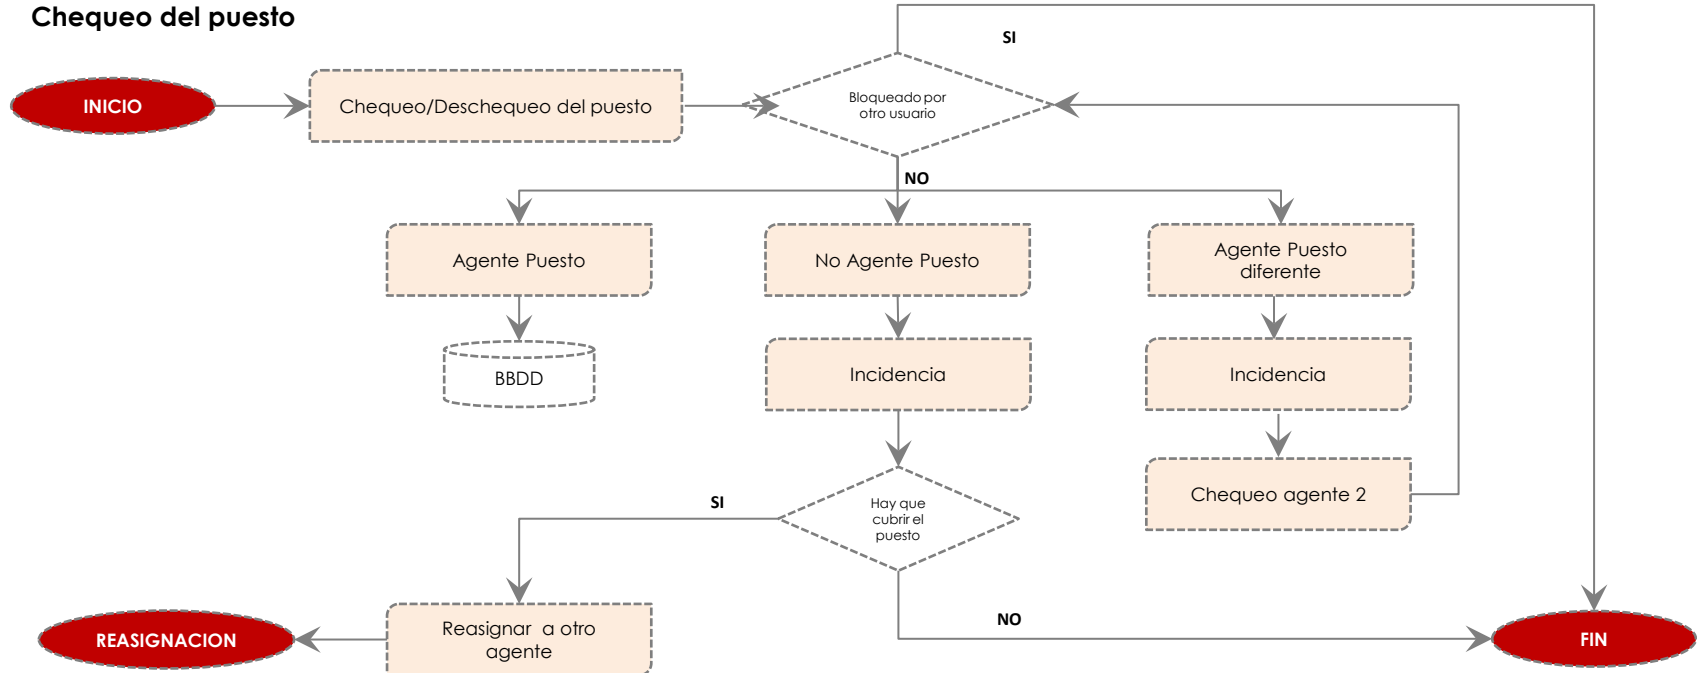 Chequeo del puesto
SI
INICIO
Chequeo/Deschequeo del puesto
Bloqueado por
otro usuario
NO
Agente Puesto
No Agente Puesto
Agente Puesto
diferente
BBDD
Incidencia
Incidencia
SI
Hay que
cubrir el
puesto
Chequeo agente 2
NO
REASIGNACION
Reasignar a otro
agente
FIN